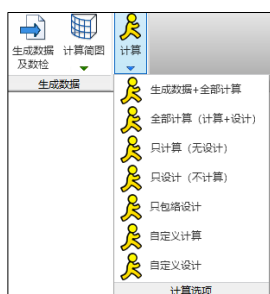 生成数据
及数检
计算简图
计算
生成数据
生成数据+全部计算
全部计算（计算+设计）
只计算（无设计）
只设计（不计算）
只包络设计
自定义计算
自定义设计
计算选项